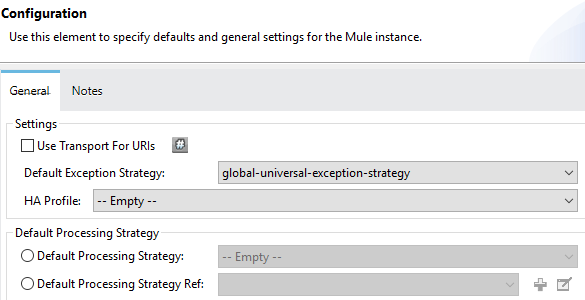 Configuration
Use this element to specify defaults and general settings for the Mule instance.
General Notes
Settings
Use Transport For URIs #
Default Exception Strategy: global-universal-exception-strategy
HA Profile: -- Empty --
Default Processing Strategy
Default Processing Strategy: -- Empty --
Default Processing Strategy Ref: